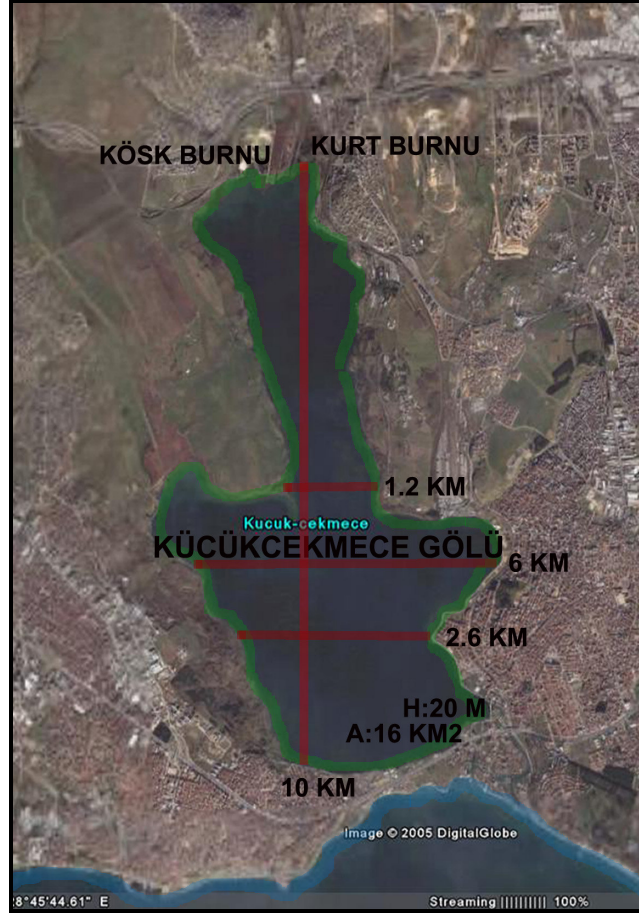 KÖSK BURNU
KURT BURNU
1.2 KM
Kucuk-cekmece
KÜCÜKCEKMECE GÖLÜ
6 KM
2.6 KM
H:20 M
A:16 KM2
10 KM
Image © 2005 DigitalGlobe
8°45'44.61" E
Streaming |||||||||| 100%